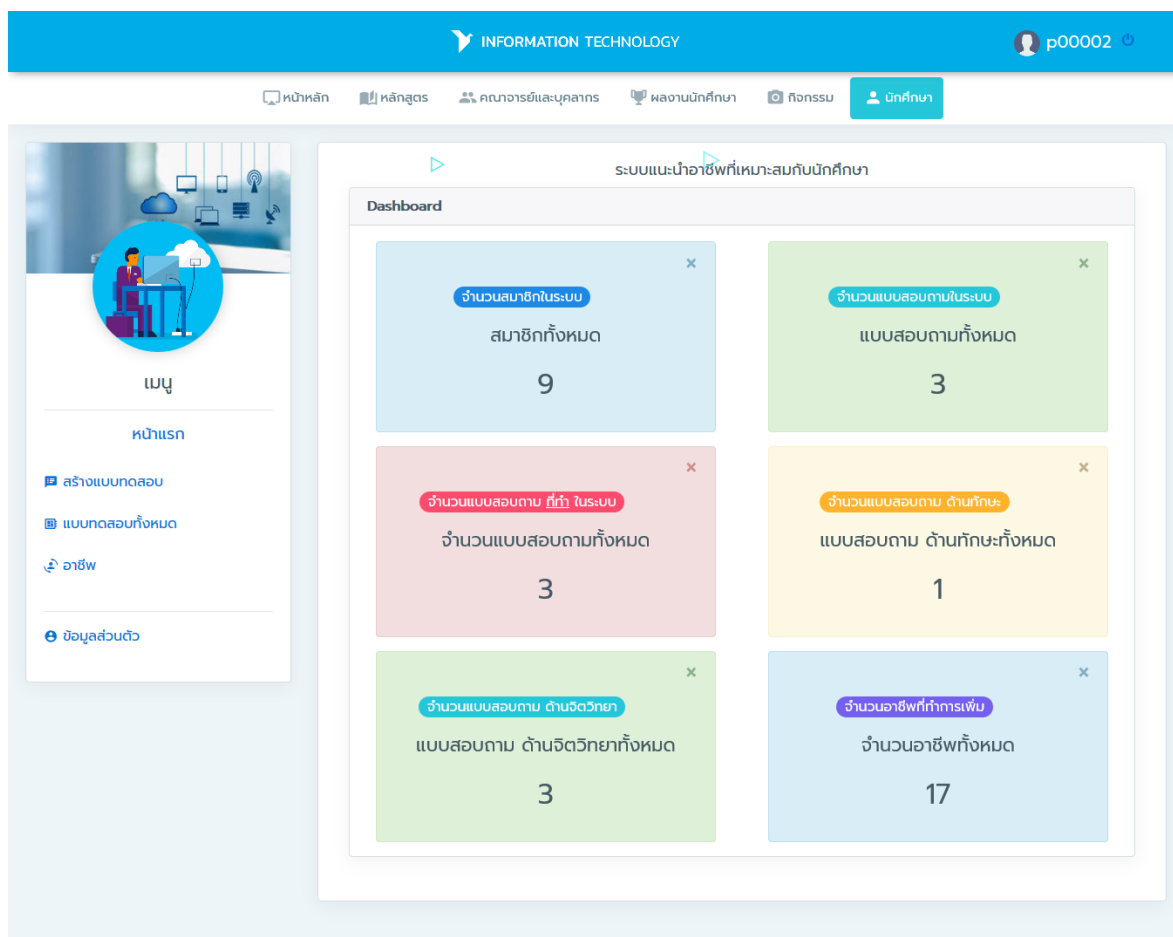 INFORMATION TECHNOLOGY
p00002
หน้าหลัก หลักสูตร คณาจารย์และบุคลากร ผลงานนักศึกษา กิจกรรม นักศึกษา
เมนู
หน้าแรก
สร้างแบบทดสอบ
แบบทดสอบทั้งหมด
อาชีพ
ข้อมูลส่วนตัว
ระบบแนะนำอาชีพที่เหมาะสมกับนักศึกษา
Dashboard
×
จำนวนสมาชิกในระบบ
สมาชิกทั้งหมด
9
×
จำนวนแบบสอบถามในระบบ
แบบสอบถามทั้งหมด
3
×
จำนวนแบบสอบถาม ที่ทำ ในระบบ
จำนวนแบบสอบถามทั้งหมด
3
×
จำนวนแบบสอบถาม ด้านทักษะ
แบบสอบถาม ด้านทักษะทั้งหมด
1
×
จำนวนแบบสอบถาม ด้านจิตวิทยา
แบบสอบถาม ด้านจิตวิทยาทั้งหมด
3
×
จำนวนอาชีพที่ทำการเพิ่ม
จำนวนอาชีพทั้งหมด
17